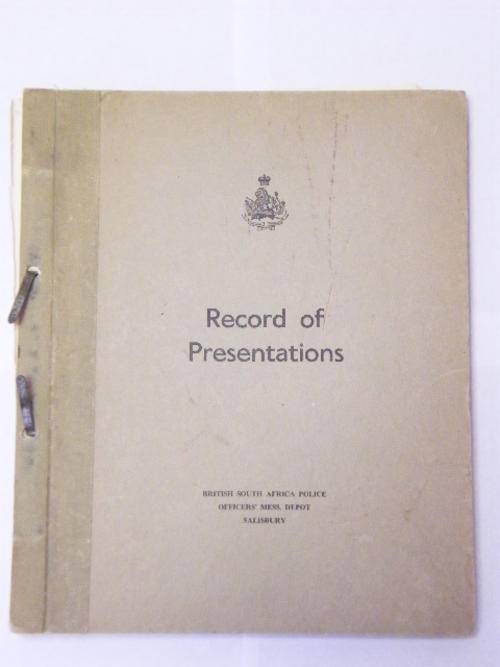 Record of
Presentations
BRITISH SOUTH AFRICA POLICE
OFFICERS' MESS, DEPOT
SALISBURY